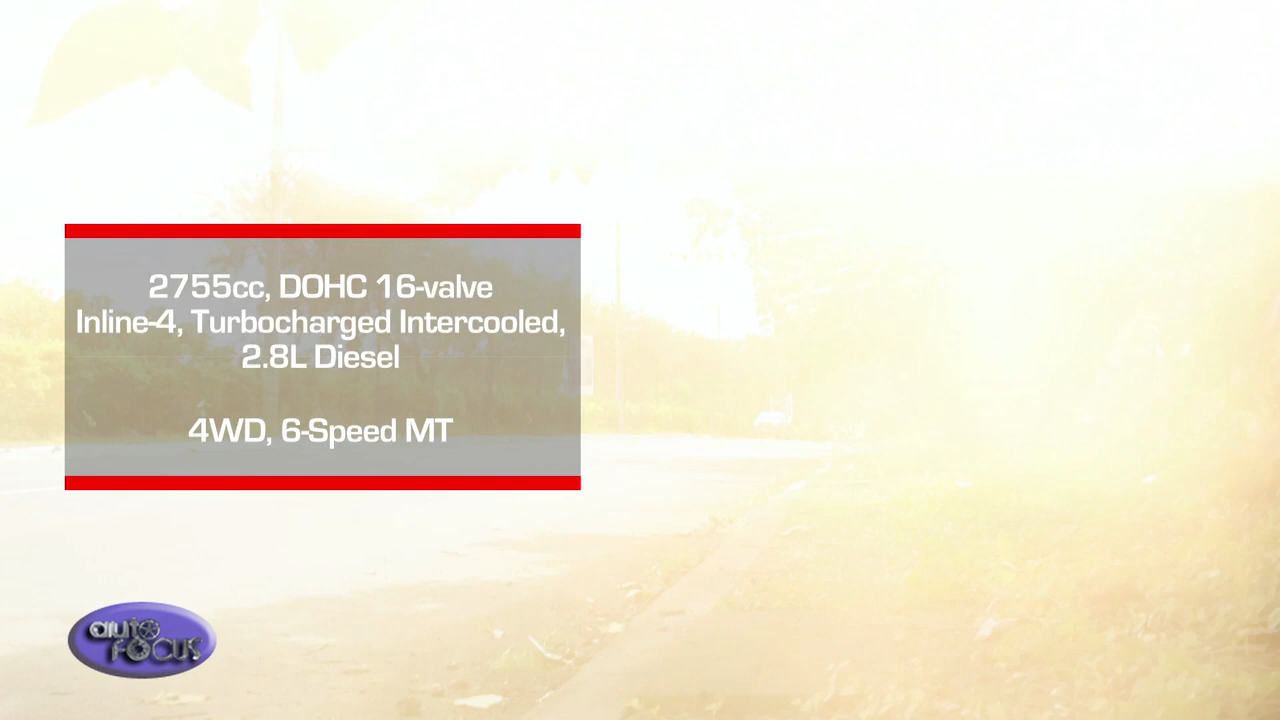 2755cc, DOHC 16-valve
Inline-4, Turbocharged Intercooled,
2.8L Diesel
4WD, 6-Speed MT
auto
FOCUS